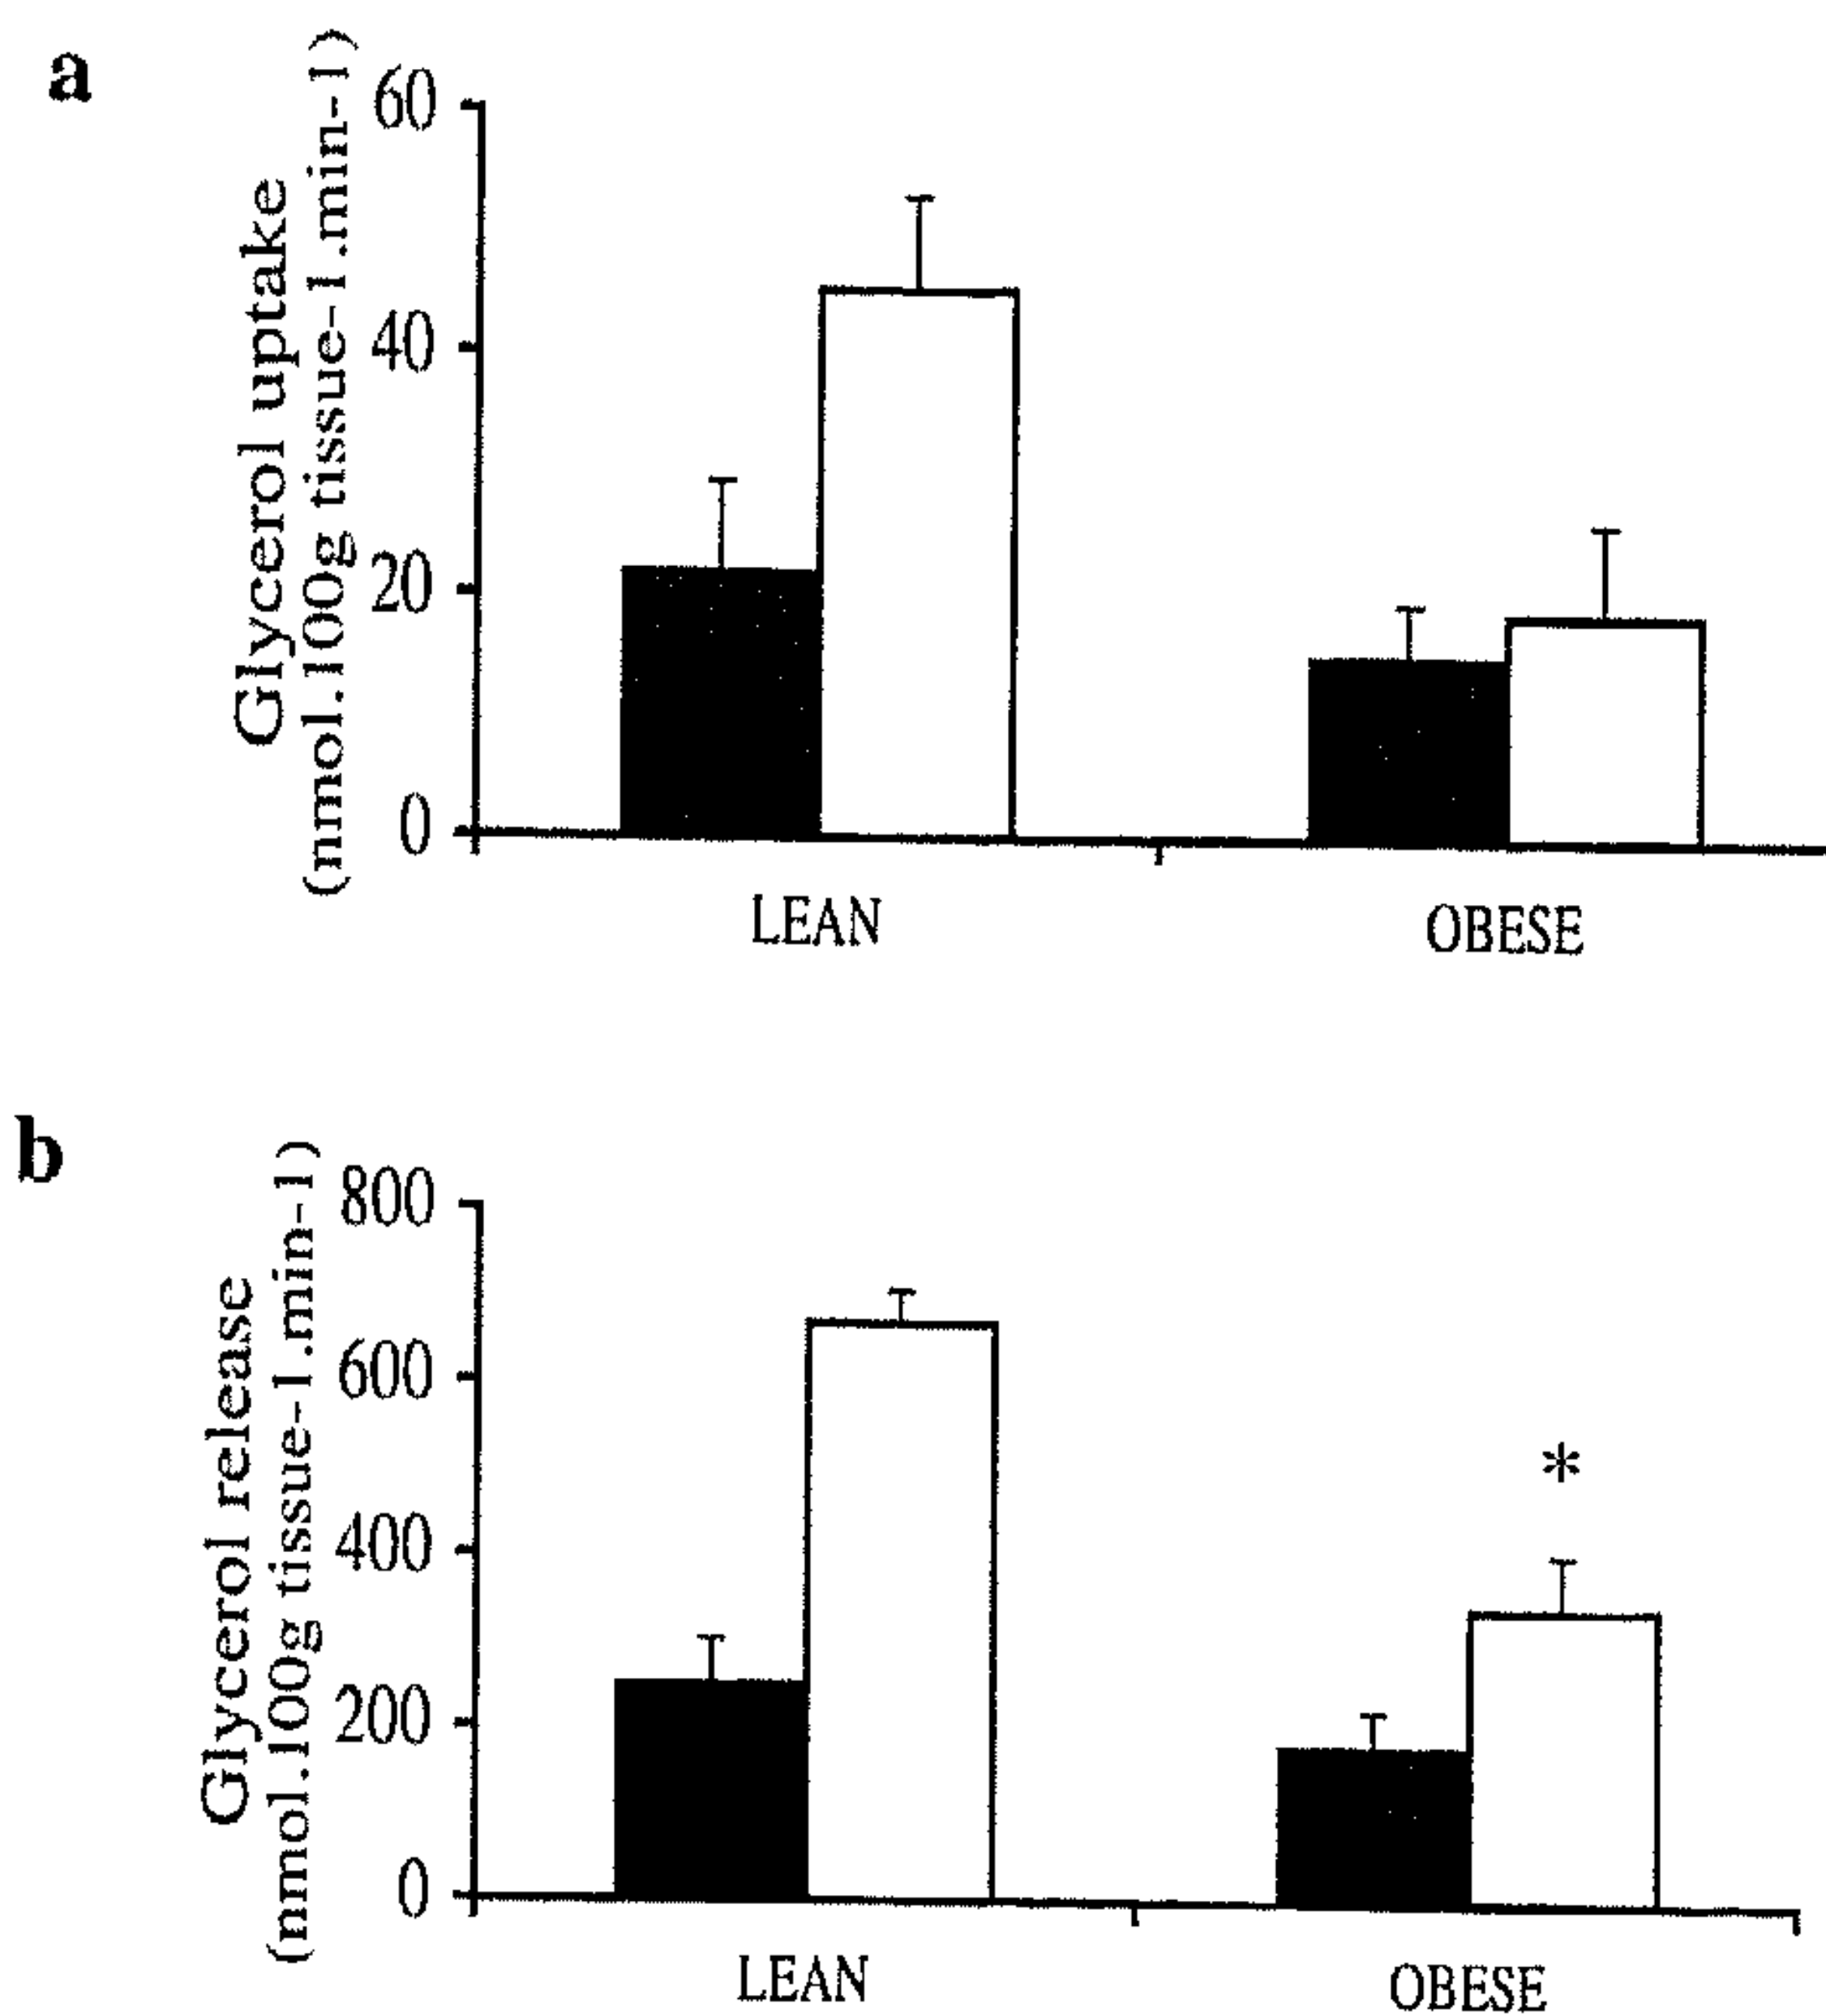 a
Glycerol uptake
(nmol.100g tissue-1.min-1)
60
40
20
0
LEAN
OBESE
b
Glycerol release
(nmol.100g tissue-1.min-1)
800
600
400
200
0
*
LEAN
OBESE